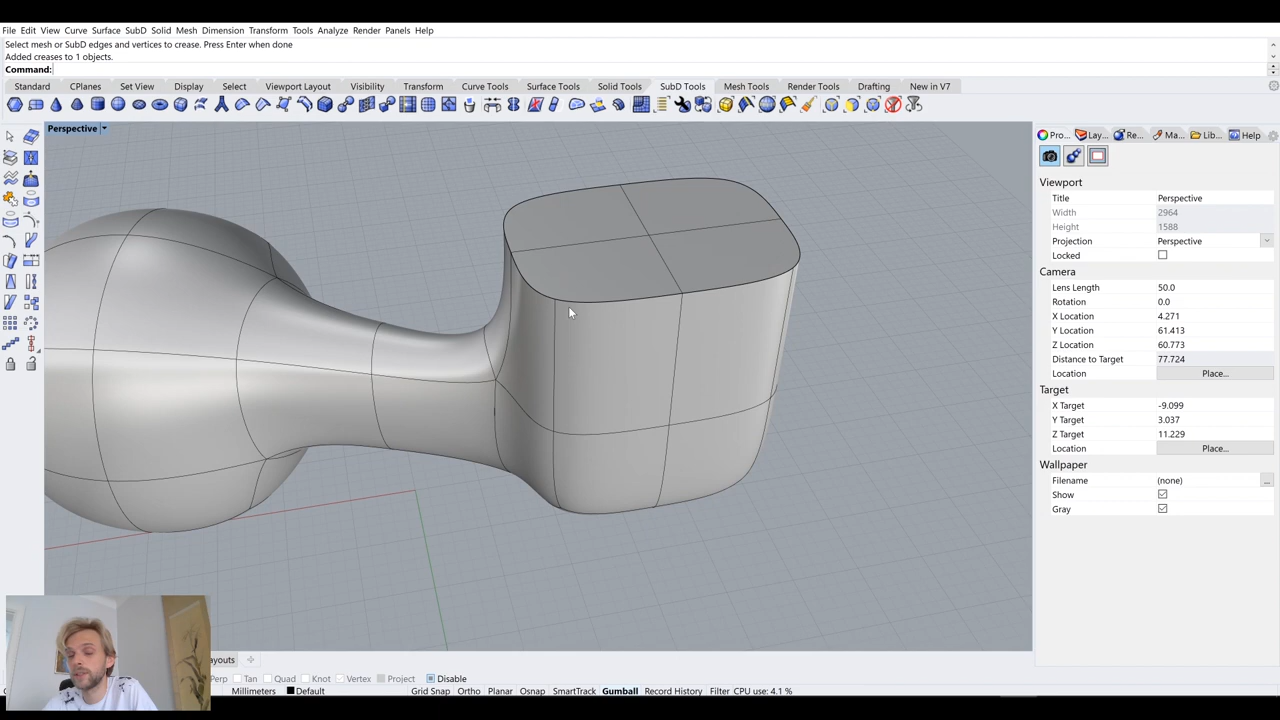 File Edit View Curve Surface SubD Solid Mesh Dimension Transform Tools Analyze Render Panels Help
Select mesh or SubD edges and vertices to crease. Press Enter when done
Added creases to 1 objects.
Command:
Standard CPlanes Set View Display Select Viewport Layout Visibility Transform Curve Tools Surface Tools Solid Tools SubD Tools Mesh Tools Render Tools Drafting New in V7
Perspective
Pro... Lay... Re... Ma... Lib... Help
Viewport
Title Perspective
Width 2964
Height 1588
Projection Perspective
Locked
Camera
Lens Length 50.0
Rotation 0.0
X Location 4.271
Y Location 61.413
Z Location 60.773
Distance to Target 77.724
Location Place...
Target
X Target -9.099
Y Target 3.037
Z Target 11.229
Location Place...
Wallpaper
Filename (none) ...
Show
Gray
ayouts
Perp Tan Quad Knot Vertex Project Disable
Millimeters Default Grid Snap Ortho Planar Osnap SmartTrack Gumball Record History Filter CPU use: 4.1 %